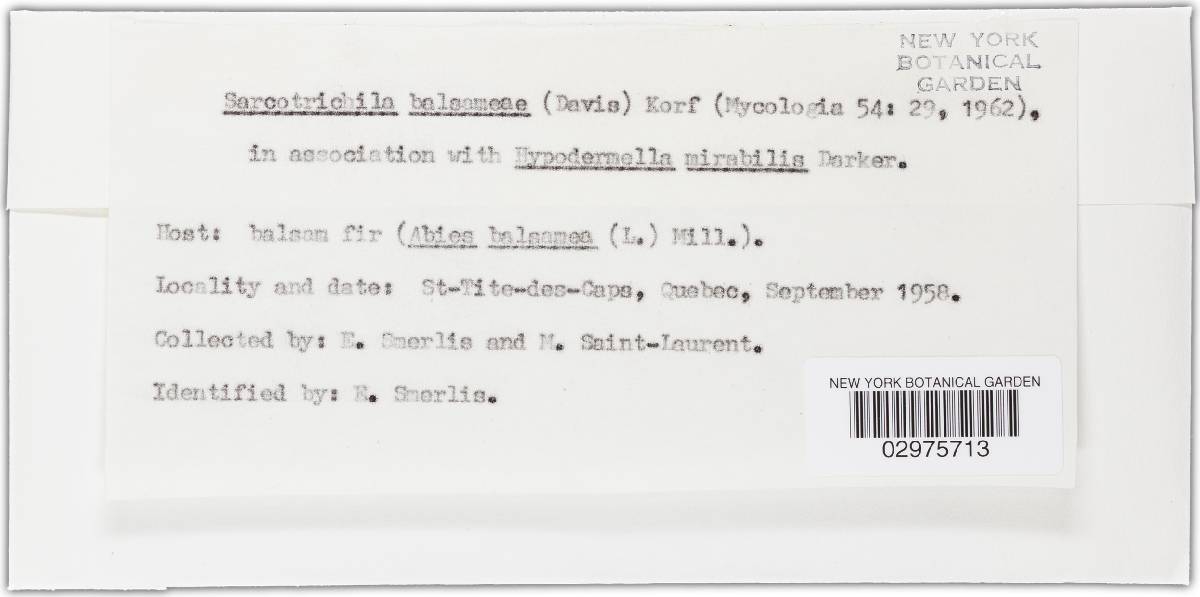 NEW YORK
BOTANICAL
GARDEN
Sarcotrichila balsameae (Davis) Korf (Mycologia 54: 29, 1962),
in association with Hypodermella mirabilis Darker.
Host: balsam fir (Abies balsamea (L.) Mill.).
Locality and date: St-Tite-des-Caps, Quebec, September 1958.
Collected by: E. Smerlis and M. Saint-Laurent.
Identified by: E. Smerlis.
NEW YORK BOTANICAL GARDEN
02975713